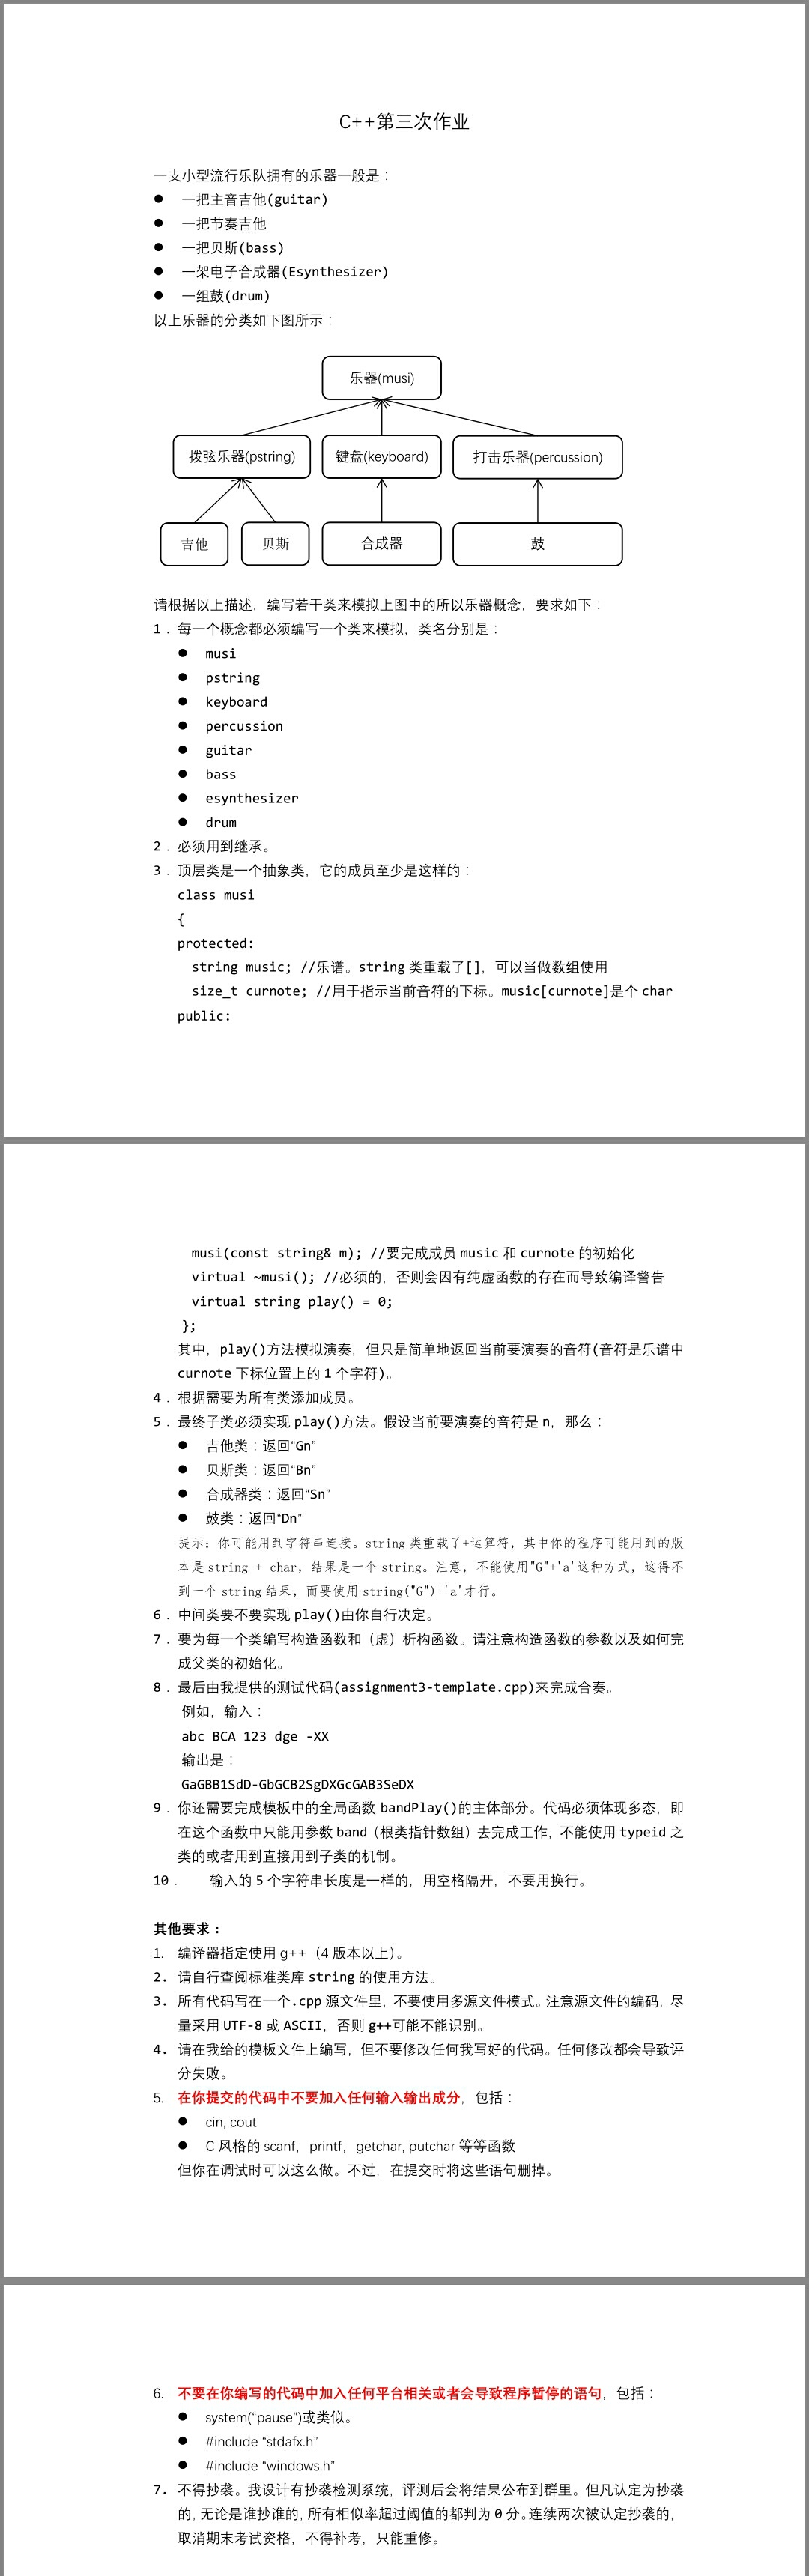 C++第三次作业
一支小型流行乐队拥有的乐器一般是：
● 一把主音吉他(guitar)
● 一把节奏吉他
● 一把贝斯(bass)
● 一架电子合成器(Esynthesizer)
● 一组鼓(drum)
以上乐器的分类如下图所示：
乐器(musi)
拨弦乐器(pstring) 键盘(keyboard) 打击乐器(percussion)
吉他 贝斯 合成器 鼓
请根据以上描述，编写若干类来模拟上图中的所以乐器概念，要求如下：
1．每一个概念都必须编写一个类来模拟，类名分别是：
● musi
● pstring
● keyboard
● percussion
● guitar
● bass
● esynthesizer
● drum
2．必须用到继承。
3．顶层类是一个抽象类，它的成员至少是这样的：
class musi
{
protected:
string music; //乐谱。string 类重载了[]，可以当做数组使用
size_t curnote; //用于指示当前音符的下标。music[curnote]是个 char
public:
musi(const string& m); //要完成成员 music 和 curnote 的初始化
virtual ~musi(); //必须的，否则会因有纯虚函数的存在而导致编译警告
virtual string play() = 0;
};
其中，play()方法模拟演奏，但只是简单地返回当前要演奏的音符(音符是乐谱中
curnote 下标位置上的 1 个字符)。
4．根据需要为所有类添加成员。
5．最终子类必须实现 play()方法。假设当前要演奏的音符是 n，那么：
● 吉他类：返回“Gn”
● 贝斯类：返回“Bn”
● 合成器类：返回“Sn”
● 鼓类：返回“Dn”
提示：你可能用到字符串连接。string 类重载了+运算符，其中你的程序可能用到的版
本是 string + char，结果是一个 string。注意，不能使用"G"+'a'这种方式，这得不
到一个 string 结果，而要使用 string("G")+'a'才行。
6．中间类要不要实现 play()由你自行决定。
7．要为每一个类编写构造函数和（虚）析构函数。请注意构造函数的参数以及如何完
成父类的初始化。
8．最后由我提供的测试代码(assignment3-template.cpp)来完成合奏。
例如，输入：
abc BCA 123 dge -XX
输出是：
GaGBB1SdD-GbGCB2SgDXGcGAB3SeDX
9．你还需要完成模板中的全局函数 bandPlay()的主体部分。代码必须体现多态，即
在这个函数中只能用参数 band（根类指针数组）去完成工作，不能使用 typeid 之
类的或者用到直接用到子类的机制。
10． 输入的 5 个字符串长度是一样的，用空格隔开，不要用换行。
其他要求：
1. 编译器指定使用 g++（4 版本以上）。
2. 请自行查阅标准类库 string 的使用方法。
3. 所有代码写在一个.cpp 源文件里，不要使用多源文件模式。注意源文件的编码，尽
量采用 UTF-8 或 ASCII，否则 g++可能不能识别。
4. 请在我给的模板文件上编写，但不要修改任何我写好的代码。任何修改都会导致评
分失败。
5. 在你提交的代码中不要加入任何输入输出成分，包括：
● cin, cout
● C 风格的 scanf，printf，getchar, putchar 等等函数
但你在调试时可以这么做。不过，在提交时将这些语句删掉。
6. 不要在你编写的代码中加入任何平台相关或者会导致程序暂停的语句，包括：
● system(“pause”)或类似。
● #include “stdafx.h”
● #include “windows.h”
7. 不得抄袭。我设计有抄袭检测系统，评测后会将结果公布到群里。但凡认定为抄袭
的，无论是谁抄谁的，所有相似率超过阈值的都判为 0 分。连续两次被认定抄袭的，
取消期末考试资格，不得补考，只能重修。